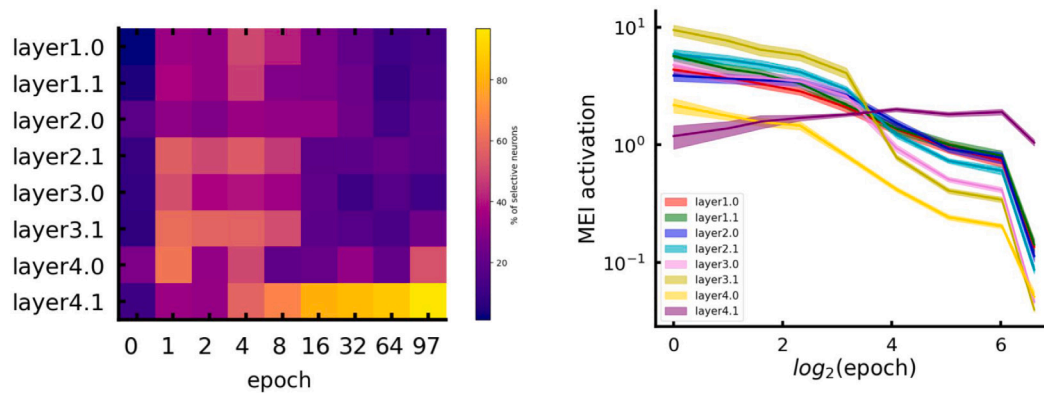 layer1.0
layer1.1
layer2.0
layer2.1
layer3.0
layer3.1
layer4.0
layer4.1
0 1 2 4 8 16 32 64 97
epoch
80
60
40
20
% of selective neurons
10¹
10⁰
10⁻¹
MEI activation
layer1.0
layer1.1
layer2.0
layer2.1
layer3.0
layer3.1
layer4.0
layer4.1
0 2 4 6
log₂(epoch)